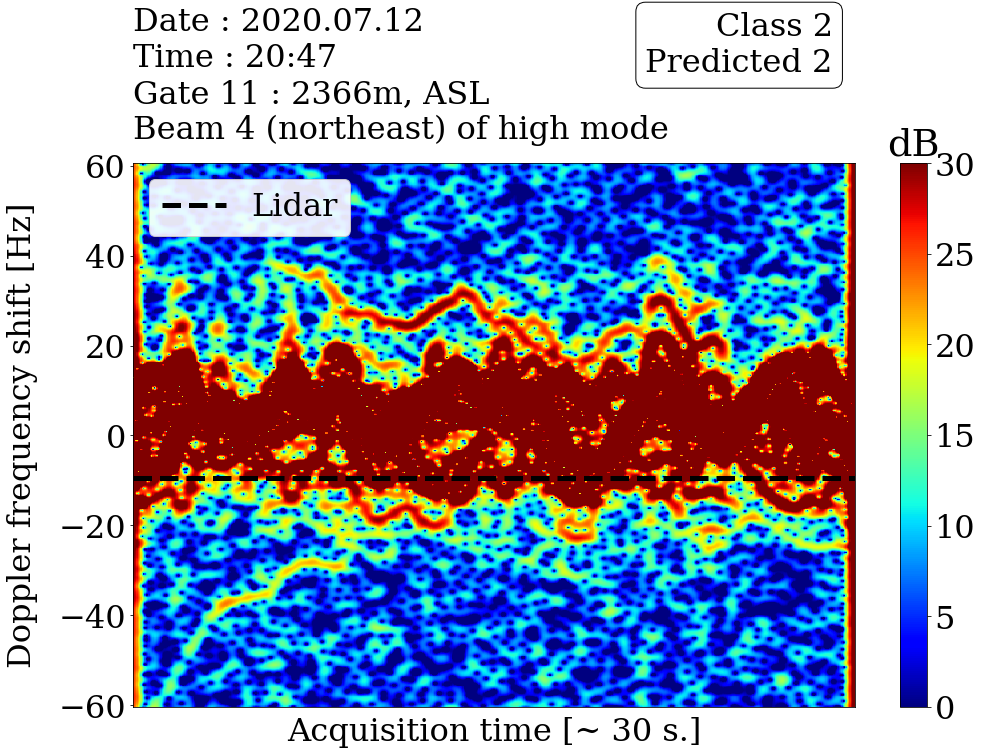 Date : 2020.07.12
Time : 20:47
Gate 11 : 2366m, ASL
Beam 4 (northeast) of high mode
Class 2
Predicted 2
dB
Lidar
Doppler frequency shift [Hz]
60
40
20
0
−20
−40
−60
Acquisition time [~ 30 s.]
30
25
20
15
10
5
0